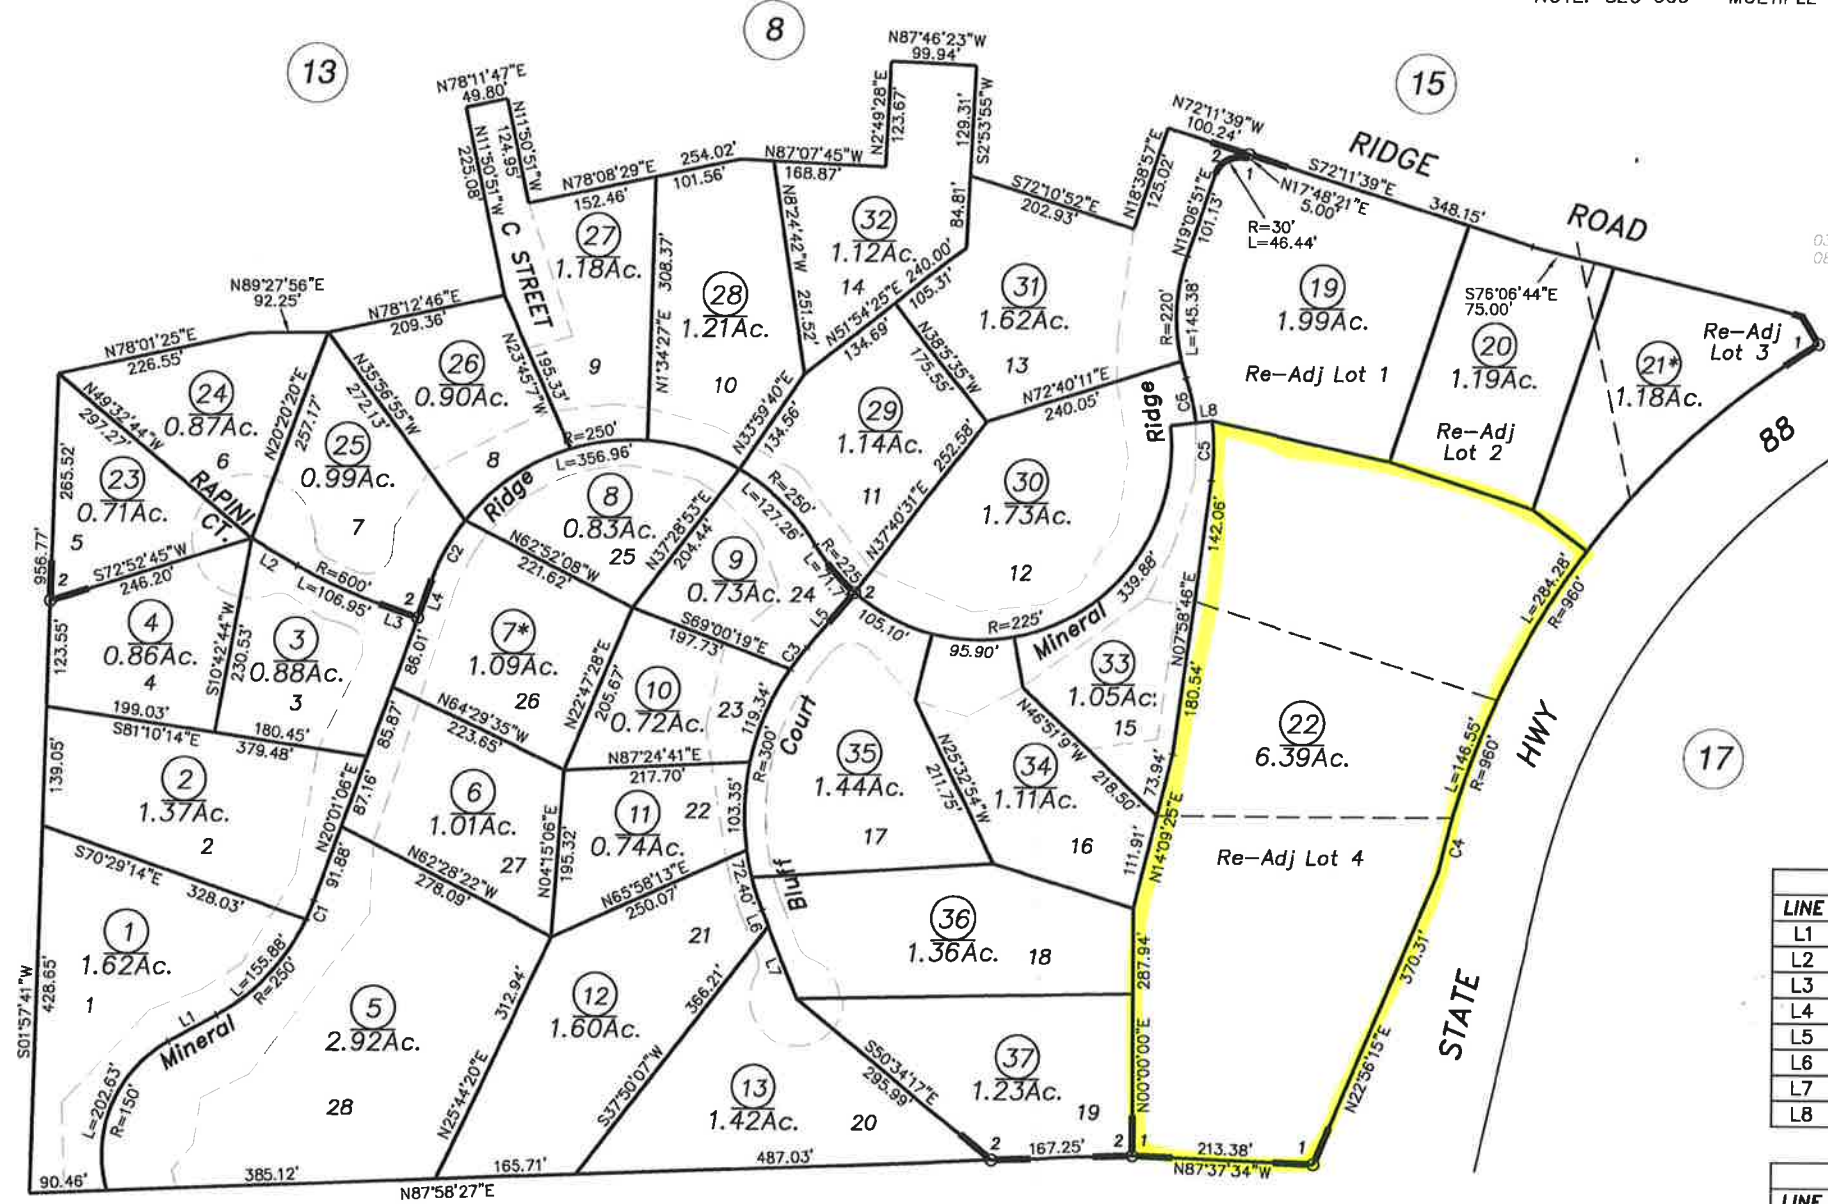 8
13
15
17
N78°11'47"E
49.80'
N11°50'51"W
124.95'
N11°50'51"W
225.08'
C STREET
N78°08'29"E
152.46'
254.02'
101.56'
N87°07'45"W
168.87'
N2°49'28"E
123.67'
N87°46'23"W
99.94'
129.31'
S2°53'55"W
84.81'
S72°10'52"E
202.93'
N18°38'57"E
125.02'
N72°11'39"W
100.24'
2
1
N17°48'21"E
5.00'
R=30'
L=46.44'
N19°06'51"E
101.13'
S72°11'39"E
348.15'
RIDGE
ROAD
S76°06'44"E
75.00'
R=220'
L=145.38'
19
1.99Ac.
Re-Adj Lot 1
20
1.19Ac.
Re-Adj
Lot 2
21*
1.18Ac.
Re-Adj
Lot 3
1
88
27
1.18Ac.
9
N1°34'27"E
308.37'
28
1.21Ac.
10
N8°24'42"W
251.52'
32
1.12Ac.
14
N51°54'25"E
240.00'
134.69'
105.31'
31
1.62Ac.
13
N38°5'35"W
175.55'
N72°40'11"E
240.05'
Ridge
C6
L8
C5
N89°27'56"E
92.25'
N78°12'46"E
209.36'
N78°01'25"E
226.55'
N49°32'44"W
297.27'
24
0.87Ac.
6
N20°20'20"E
257.17'
N35°56'55"W
272.13'
26
0.90Ac.
8
N23°45'7"W
195.33'
25
0.99Ac.
7
265.52'
23
0.71Ac.
5
RAPINI
CT.
S72°52'45"W
246.20'
2
956.77'
L2
R=600'
L=106.95'
2
L3
L4
C2
Ridge
R=250'
L=356.96'
8
0.83Ac.
25
N33°59'40"E
134.56'
29
1.14Ac.
11
252.58'
N37°40'31"E
30
1.73Ac.
12
R=250'
L=127.26'
N37°28'53"E
204.44'
N62°52'08"W
221.62'
9
0.73Ac.
24
R=225'
L=71.7
2
L5
C3
105.10'
R=225'
95.90'
339.88'
Mineral
142.06'
N07°58'46"E
180.54'
123.55'
4
0.86Ac.
4
S10°42'44"W
230.53'
3
0.88Ac.
3
86.01'
7*
1.09Ac.
26
S69°00'19"E
197.73'
N22°47'28"E
205.67'
10
0.72Ac.
23
119.34'
R=300'
Court
33
1.05Ac.
15
N46°51'9"W
218.50'
73.94'
199.03'
S81°10'14"E
180.45'
379.48'
139.05'
2
1.37Ac.
2
85.87'
N64°29'35"W
223.65'
N87°24'41"E
217.70'
35
1.44Ac.
17
N25°32'54"W
211.75'
34
1.11Ac.
16
22
6.39Ac.
Re-Adj Lot 4
L=284.28'
R=960'
L=146.55'
R=960'
HWY
C4
N20°01'06"E
87.16'
91.88'
6
1.01Ac.
27
N04°15'06"E
195.32'
11
0.74Ac.
22
103.35'
N14°09'25"E
111.91'
S70°29'14"E
328.03'
C1
N62°28'22"W
278.09'
N65°58'13"E
250.07'
72.40'
L6
Bluff
L7
1
1.62Ac.
1
L=155.88'
R=250'
L1
Mineral
S01°57'41"W
428.65'
5
2.92Ac.
28
312.94'
N25°44'20"E
12
1.60Ac.
21
366.21'
S37°50'07"W
36
1.36Ac.
18
287.94'
N00°00'00"E
370.31'
N22°56'15"E
STATE
L=202.63'
R=150'
13
1.42Ac.
20
S50°34'17"E
295.99'
37
1.23Ac.
19
2
167.25'
2
1
213.38'
1
N87°37'34"W
90.46'
385.12'
N87°58'27"E
165.71'
487.03'
LINE
L1
L2
L3
L4
L5
L6
L7
L8